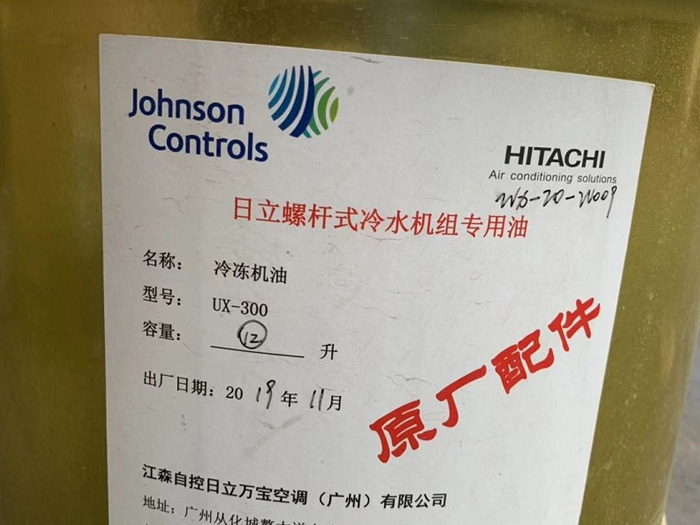 Johnson
Controls
HITACHI
Air conditioning solutions
日立螺杆式冷水机组专用油
名称： 冷冻机油
型号： UX-300
容量： 12 升
出厂日期：2019年11月
原厂配件
江森自控日立万宝空调（广州）有限公司
地址：广州从化城鳌